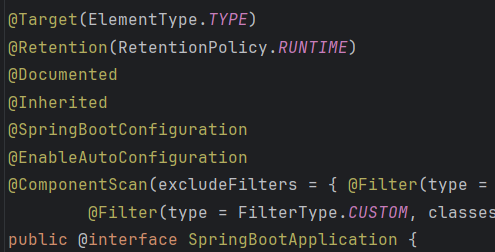 @Target(ElementType.TYPE)
@Retention(RetentionPolicy.RUNTIME)
@Documented
@Inherited
@SpringBootConfiguration
@EnableAutoConfiguration
@ComponentScan(excludeFilters = { @Filter(type =
@Filter(type = FilterType.CUSTOM, classes
public @interface SpringBootApplication {